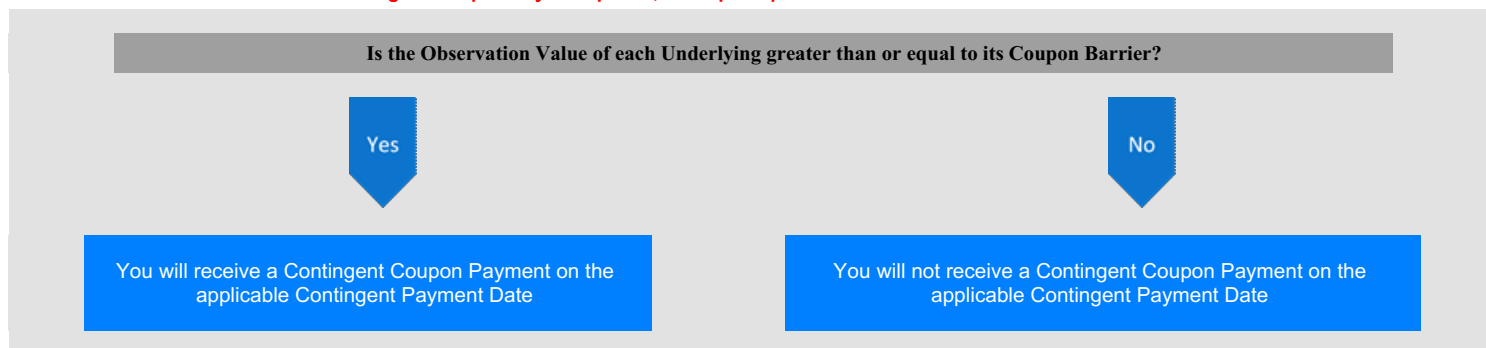 Is the Observation Value of each Underlying greater than or equal to its Coupon Barrier?
Yes
No
You will receive a Contingent Coupon Payment on the
applicable Contingent Payment Date
You will not receive a Contingent Coupon Payment on the
applicable Contingent Payment Date